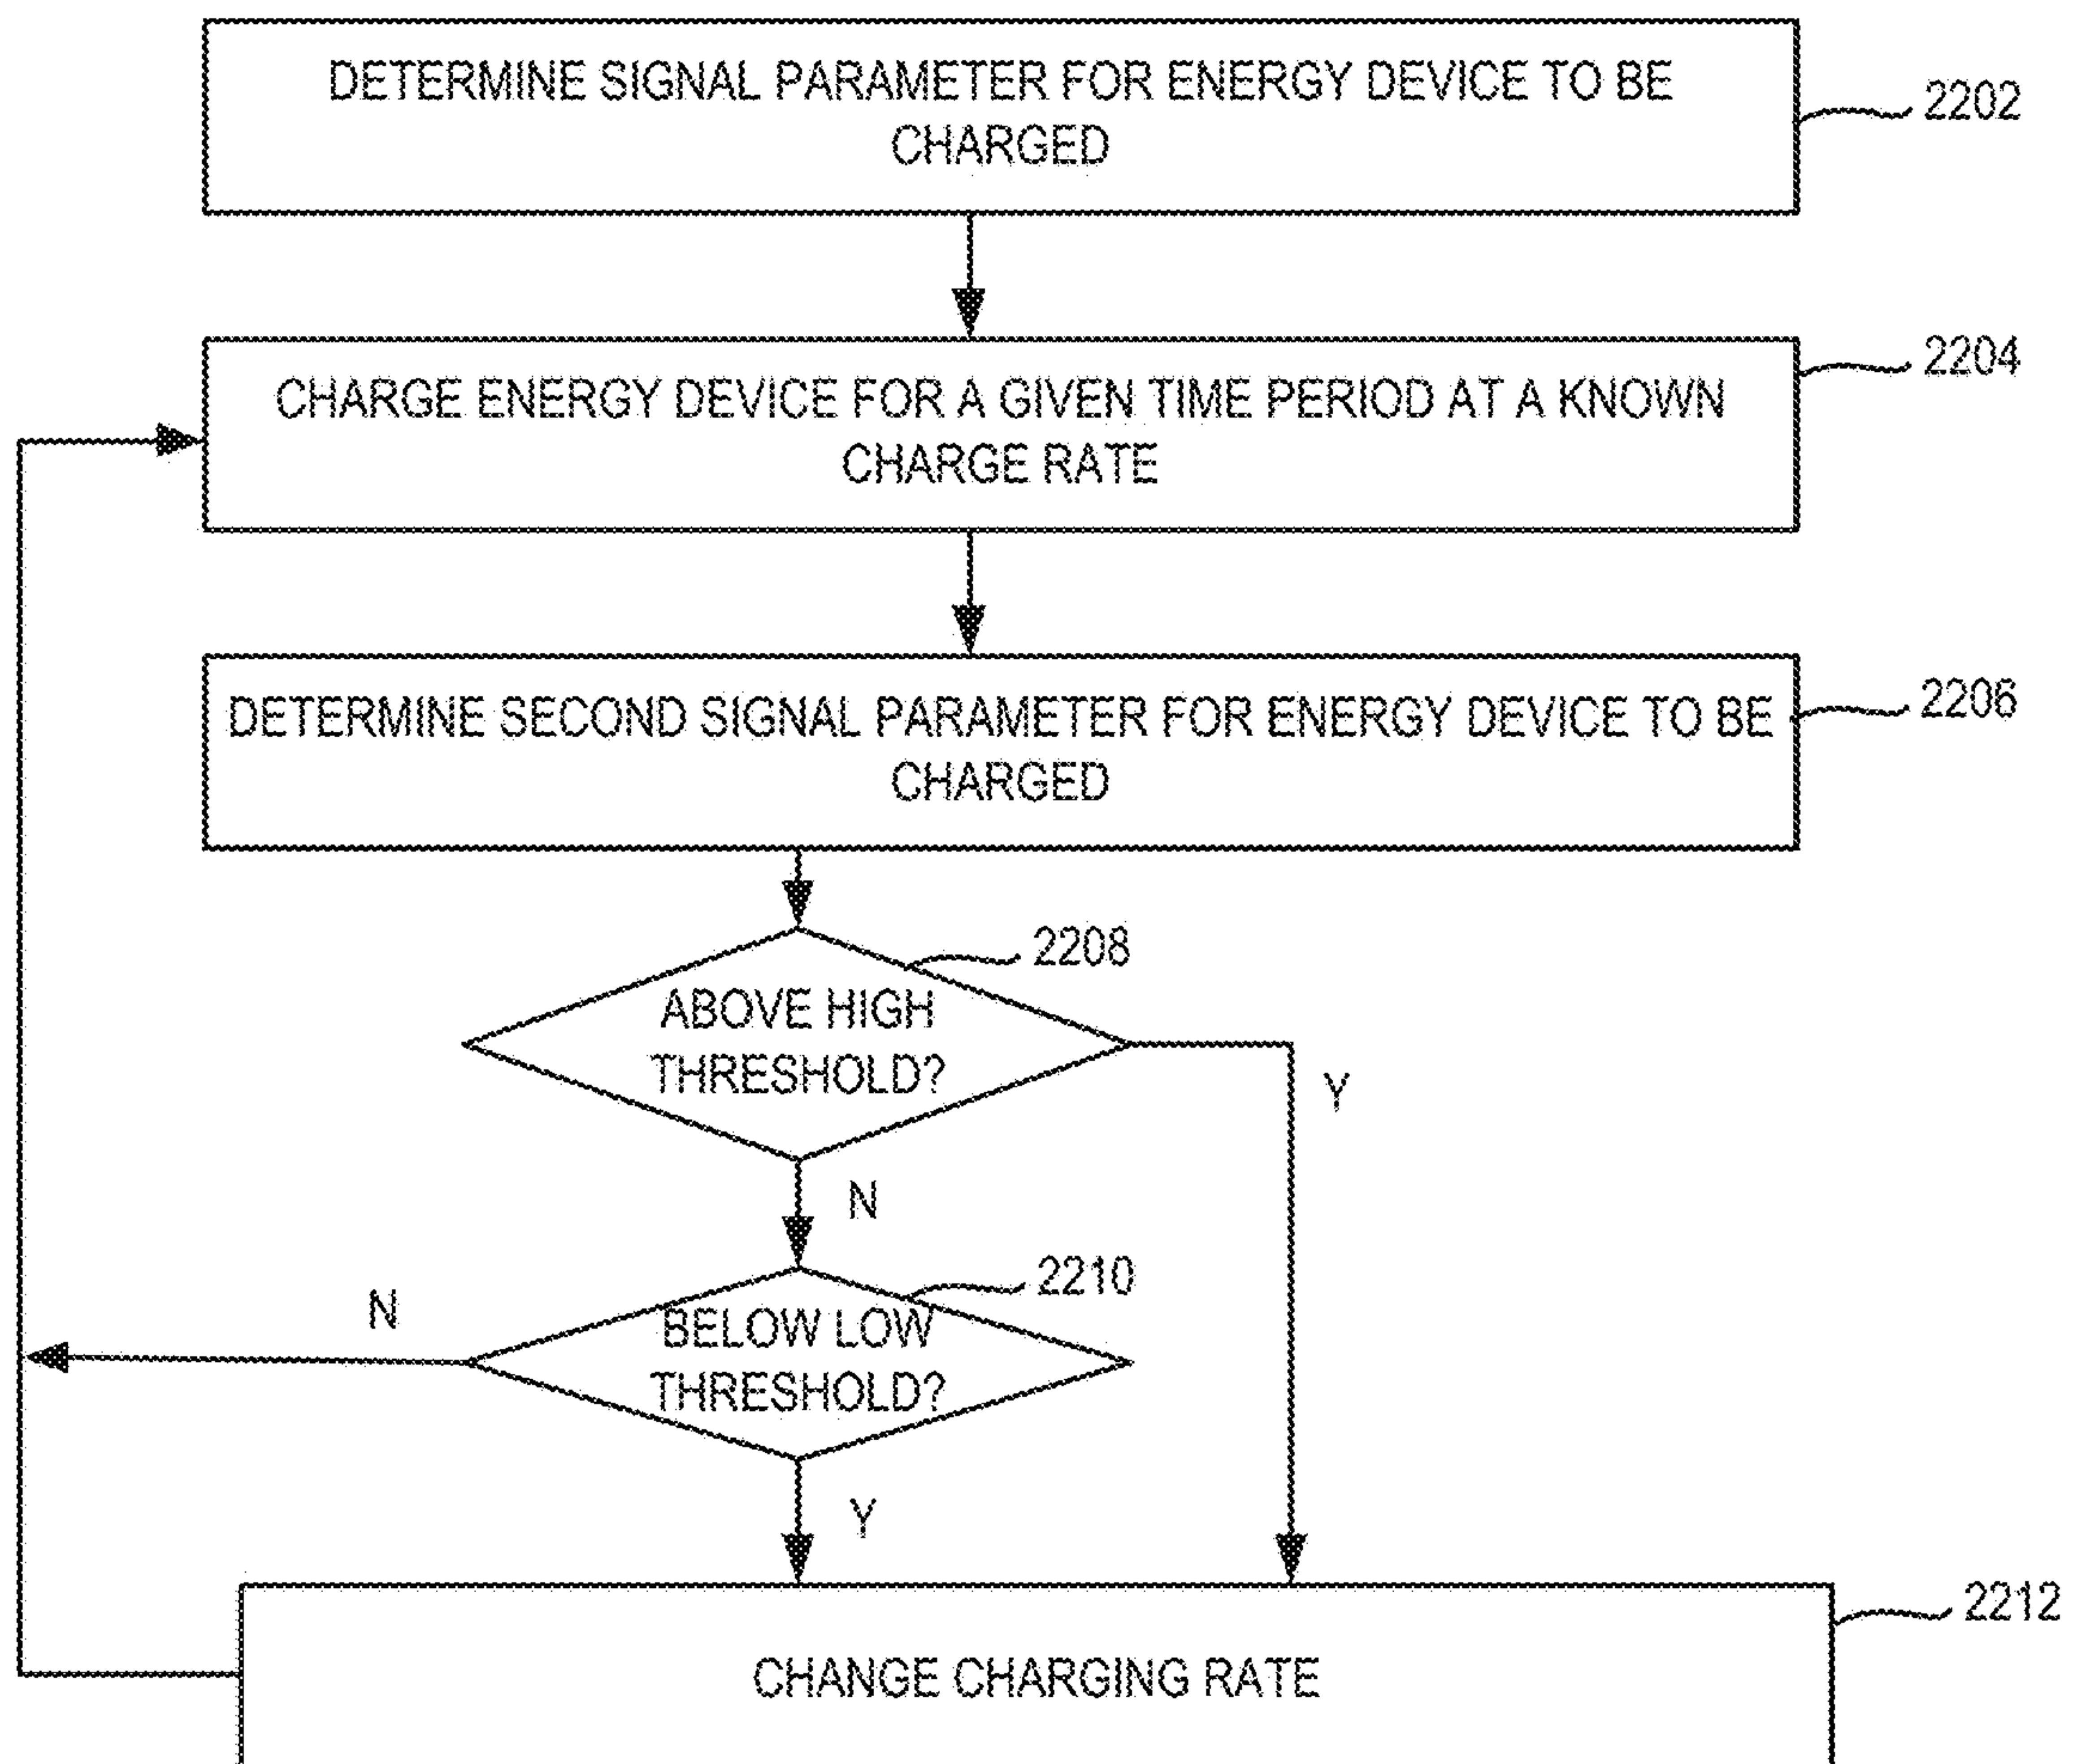 DETERMINE SIGNAL PARAMETER FOR ENERGY DEVICE TO BE
CHARGED
2202
CHARGE ENERGY DEVICE FOR A GIVEN TIME PERIOD AT A KNOWN
CHARGE RATE
2204
DETERMINE SECOND SIGNAL PARAMETER FOR ENERGY DEVICE TO BE
CHARGED
2206
2208
ABOVE HIGH
THRESHOLD?
Y
N
2210
BELOW LOW
THRESHOLD?
N
Y
2212
CHANGE CHARGING RATE